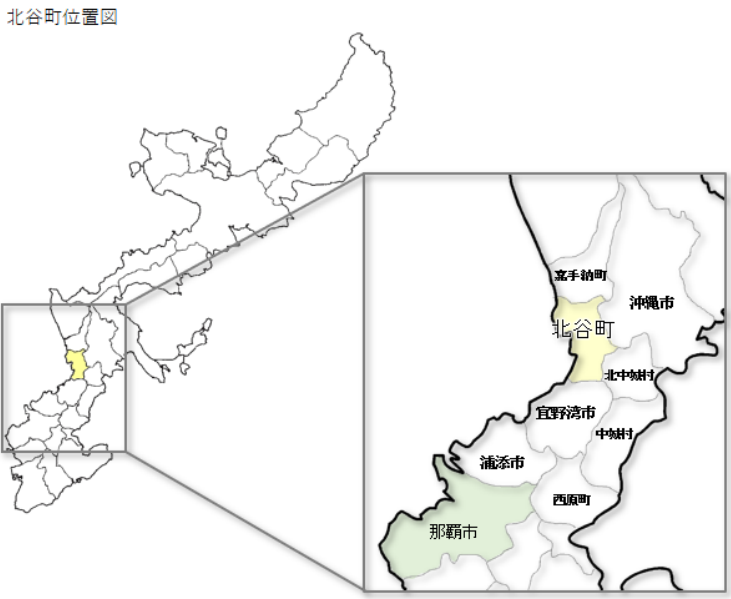 北谷町位置図
嘉手納町
沖縄市
北谷町
北中城村
宜野湾市
中城村
浦添市
西原町
那覇市